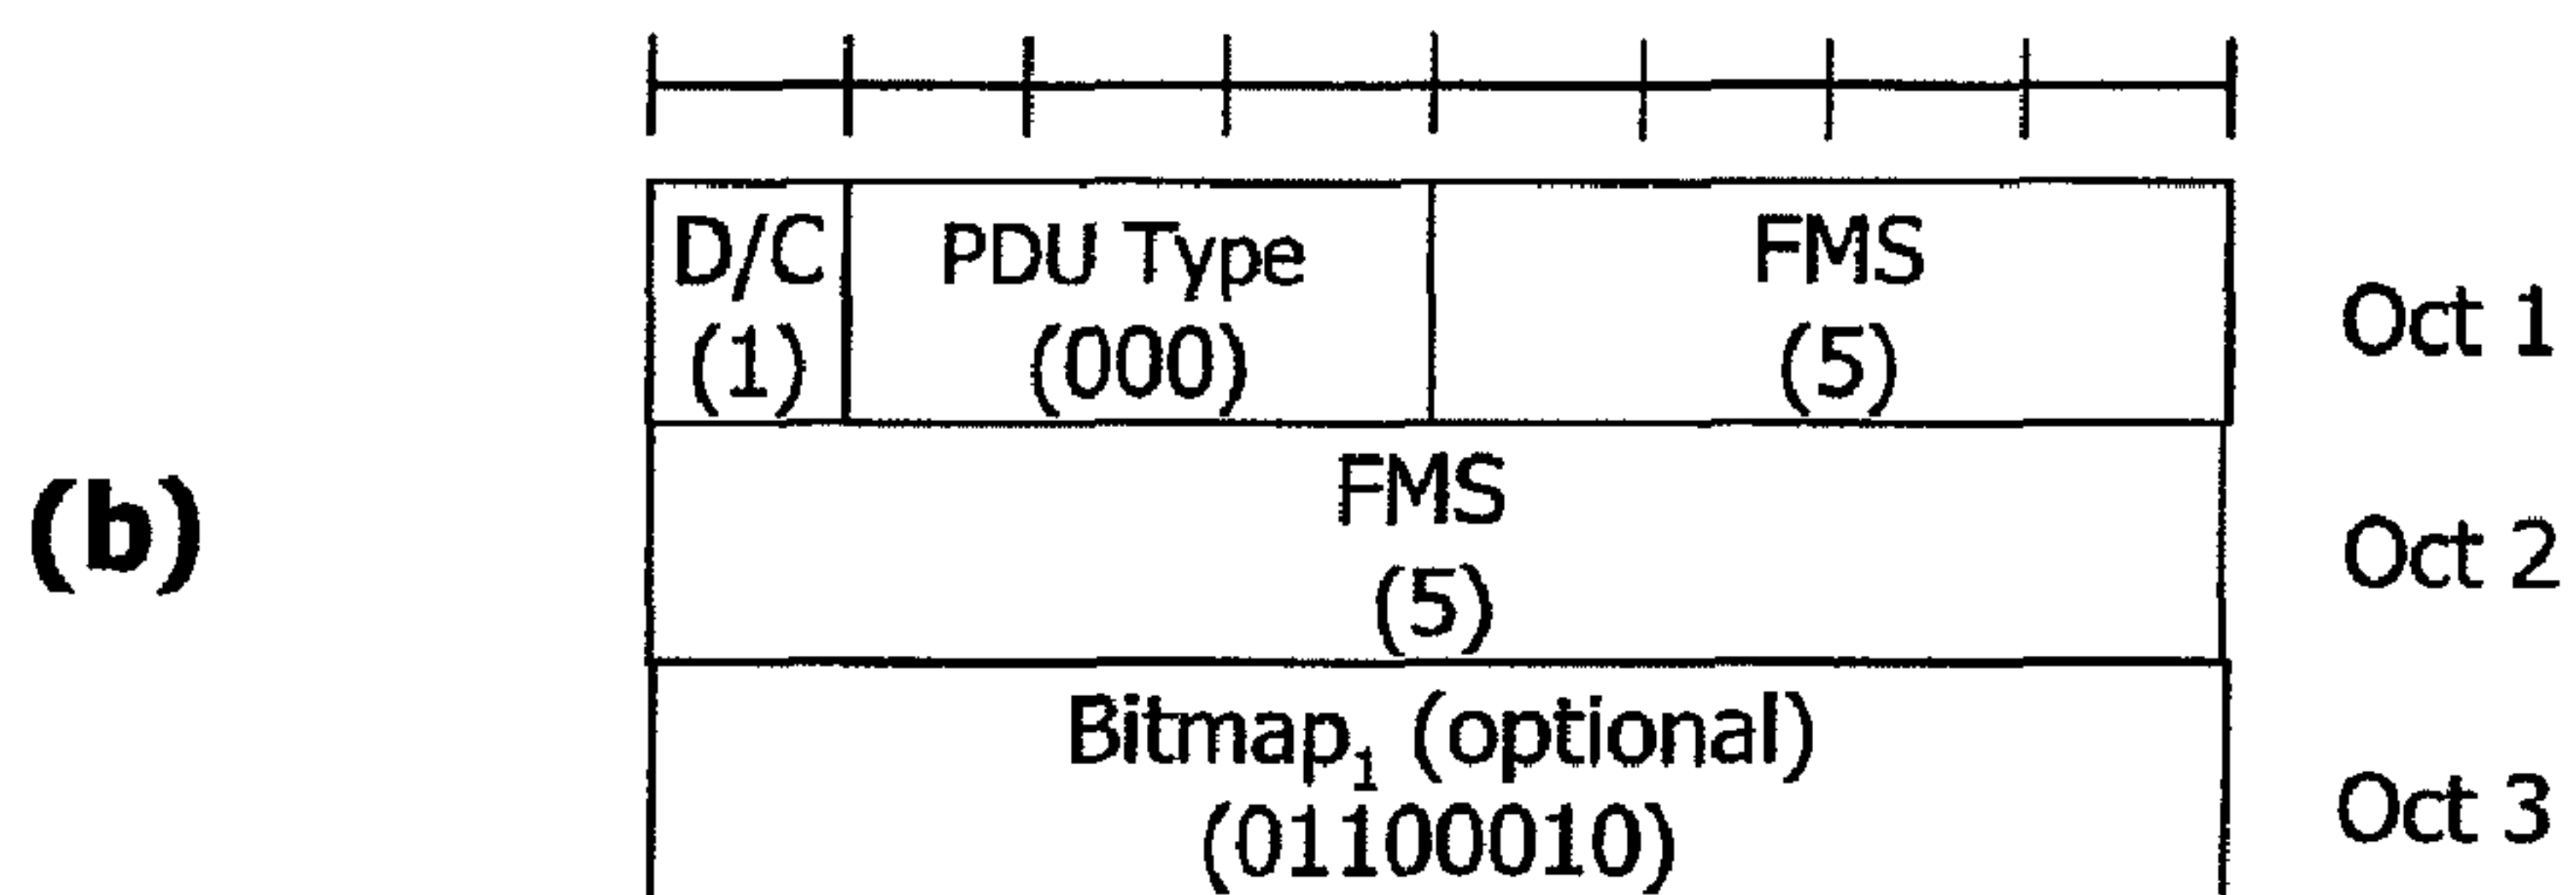 D/C PDU Type FMS
(1) (000) (5) Oct 1
FMS
(5) Oct 2
(b)
Bitmap₁ (optional)
(01100010) Oct 3